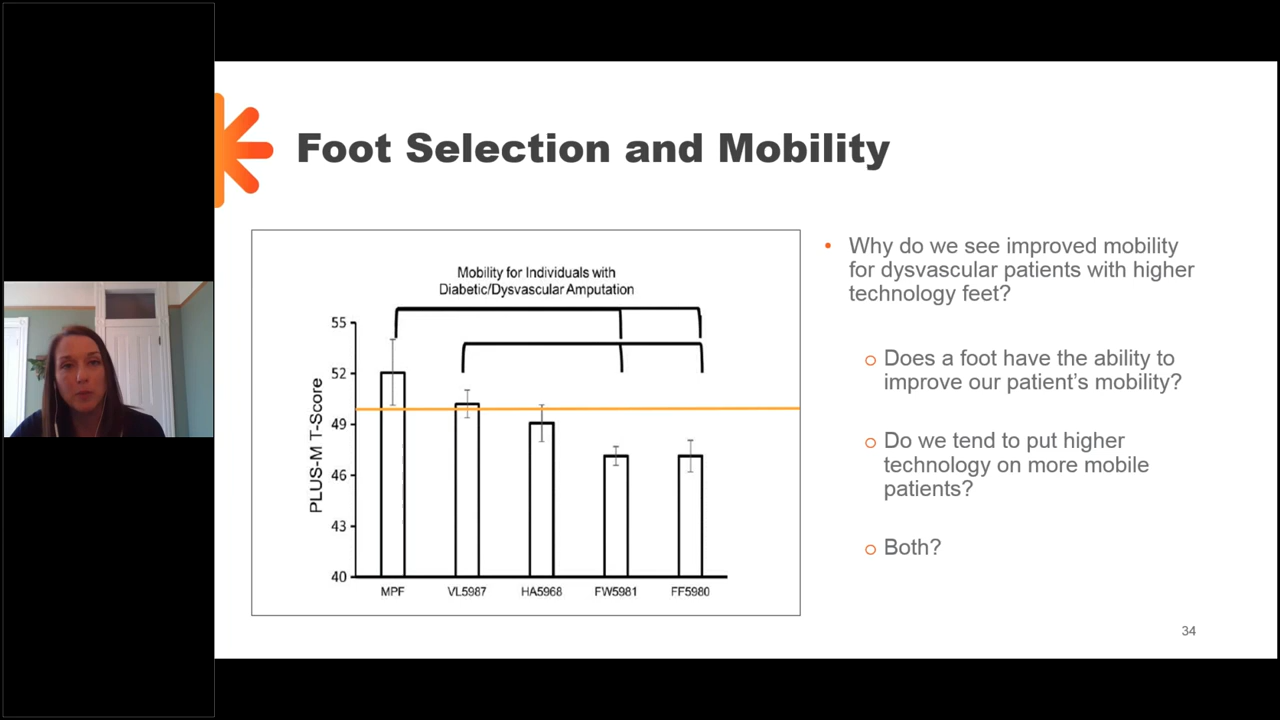 Foot Selection and Mobility
Mobility for Individuals with
Diabetic/Dysvascular Amputation
PLUS-M T-Score
55
52
49
46
43
40
MPF
VL5987
HA5968
FW5981
FF5980
• Why do we see improved mobility
for dysvascular patients with higher
technology feet?
o Does a foot have the ability to
improve our patient's mobility?
o Do we tend to put higher
technology on more mobile
patients?
o Both?
34